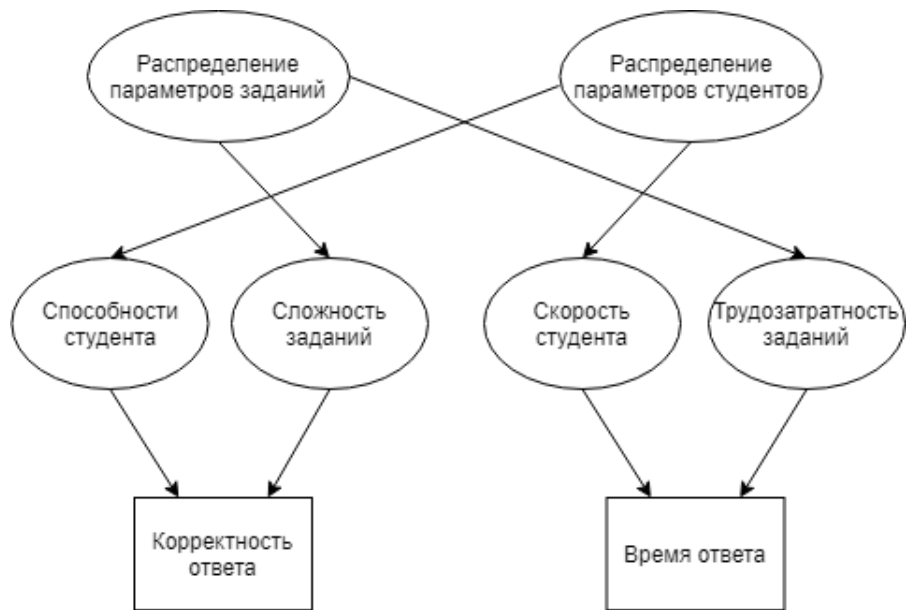 Распределение
параметров заданий
Распределение
параметров студентов
Способности
студента
Сложность
заданий
Скорость
студента
Трудозатратность
заданий
Корректность
ответа
Время ответа